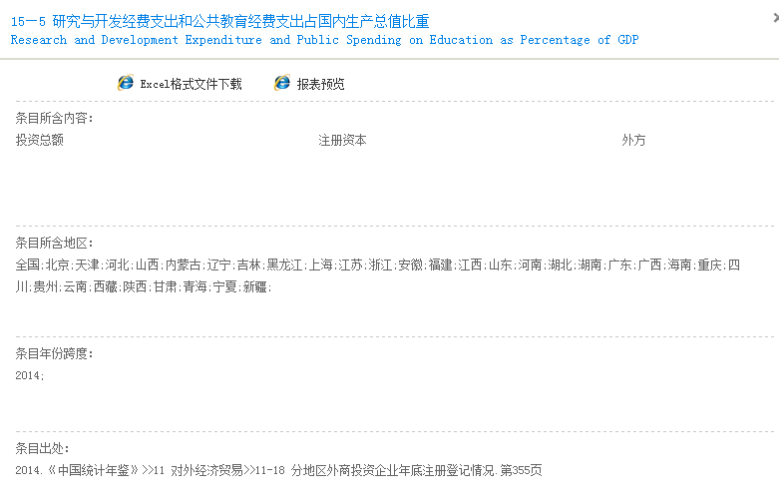 15—5 研究与开发经费支出和公共教育经费支出占国内生产总值比重
Research and Development Expenditure and Public Spending on Education as Percentage of GDP
Excel格式文件下载 报表预览
条目所含内容:
投资总额 注册资本 外方
条目所含地区:
全国;北京;天津;河北;山西;内蒙古;辽宁;吉林;黑龙江;上海;江苏;浙江;安徽;福建;江西;山东;河南;湖北;湖南;广东;广西;海南;重庆;四
川;贵州;云南;西藏;陕西;甘肃;青海;宁夏;新疆;
条目年份跨度:
2014;
条目出处:
2014.《中国统计年鉴》>>11 对外经济贸易>>11-18 分地区外商投资企业年底注册登记情况.第355页